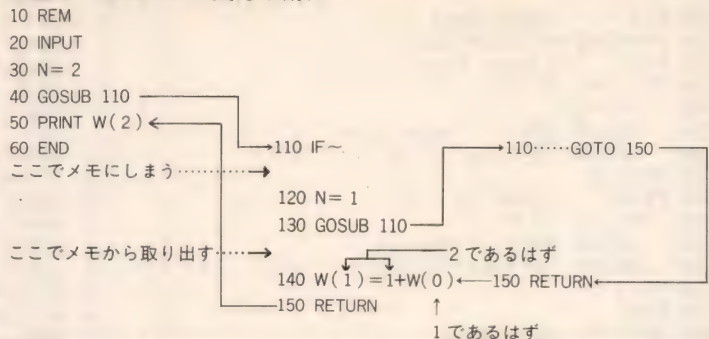 10 REM
20 INPUT
30 N= 2
40 GOSUB 110
50 PRINT W(2)
60 END
110 IF~
110……GOTO 150
ここでメモにしまう
120 N= 1
130 GOSUB 110
ここでメモから取り出す
2であるはず
140 W(1)=1+W(0)
150 RETURN
150 RETURN
1であるはず